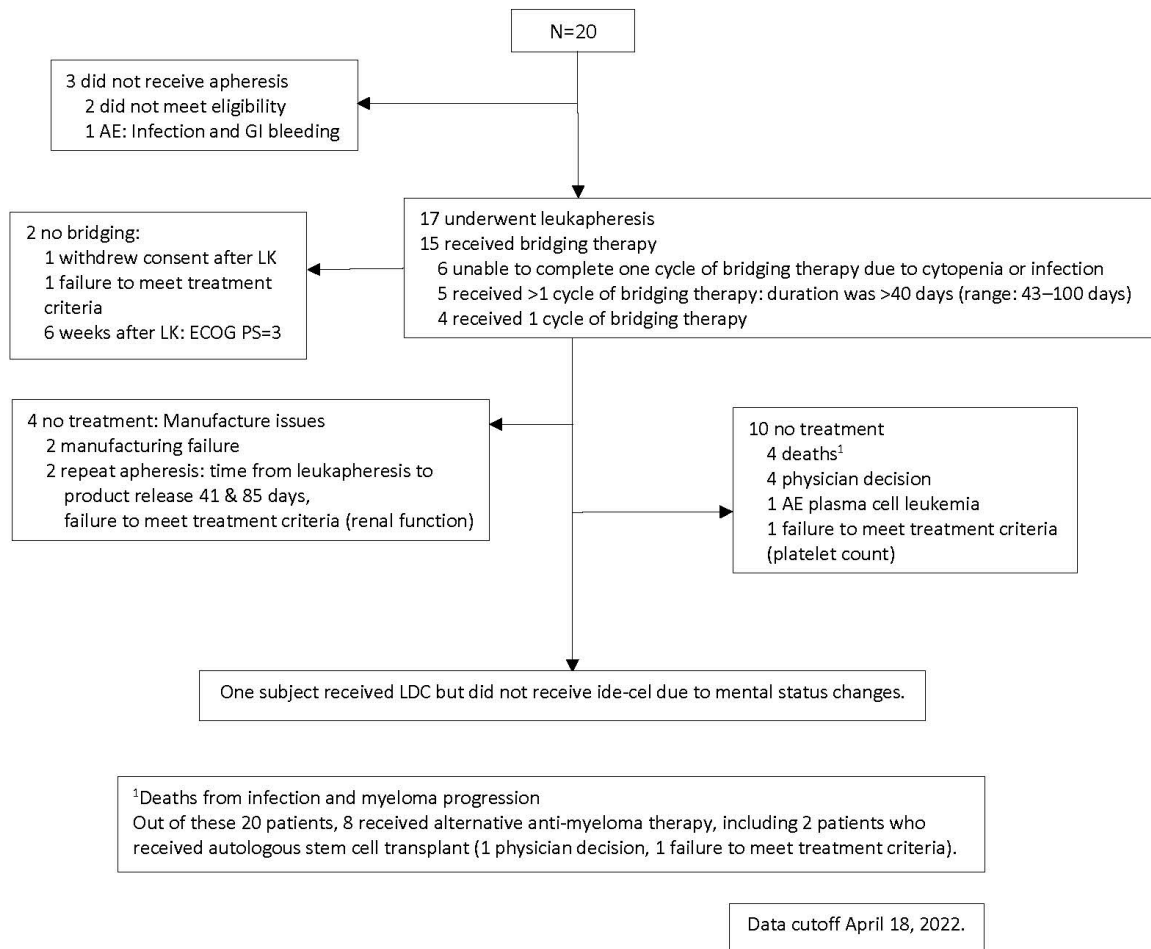 N=20
3 did not receive apheresis
2 did not meet eligibility
1 AE: Infection and GI bleeding
17 underwent leukapheresis
15 received bridging therapy
6 unable to complete one cycle of bridging therapy due to cytopenia or infection
5 received >1 cycle of bridging therapy: duration was >40 days (range: 43–100 days)
4 received 1 cycle of bridging therapy
2 no bridging:
1 withdrew consent after LK
1 failure to meet treatment
criteria
6 weeks after LK: ECOG PS=3
4 no treatment: Manufacture issues
2 manufacturing failure
2 repeat apheresis: time from leukapheresis to
product release 41 & 85 days,
failure to meet treatment criteria (renal function)
10 no treatment
4 deaths¹
4 physician decision
1 AE plasma cell leukemia
1 failure to meet treatment criteria
(platelet count)
One subject received LDC but did not receive ide-cel due to mental status changes.
¹Deaths from infection and myeloma progression
Out of these 20 patients, 8 received alternative anti-myeloma therapy, including 2 patients who
received autologous stem cell transplant (1 physician decision, 1 failure to meet treatment criteria).
Data cutoff April 18, 2022.